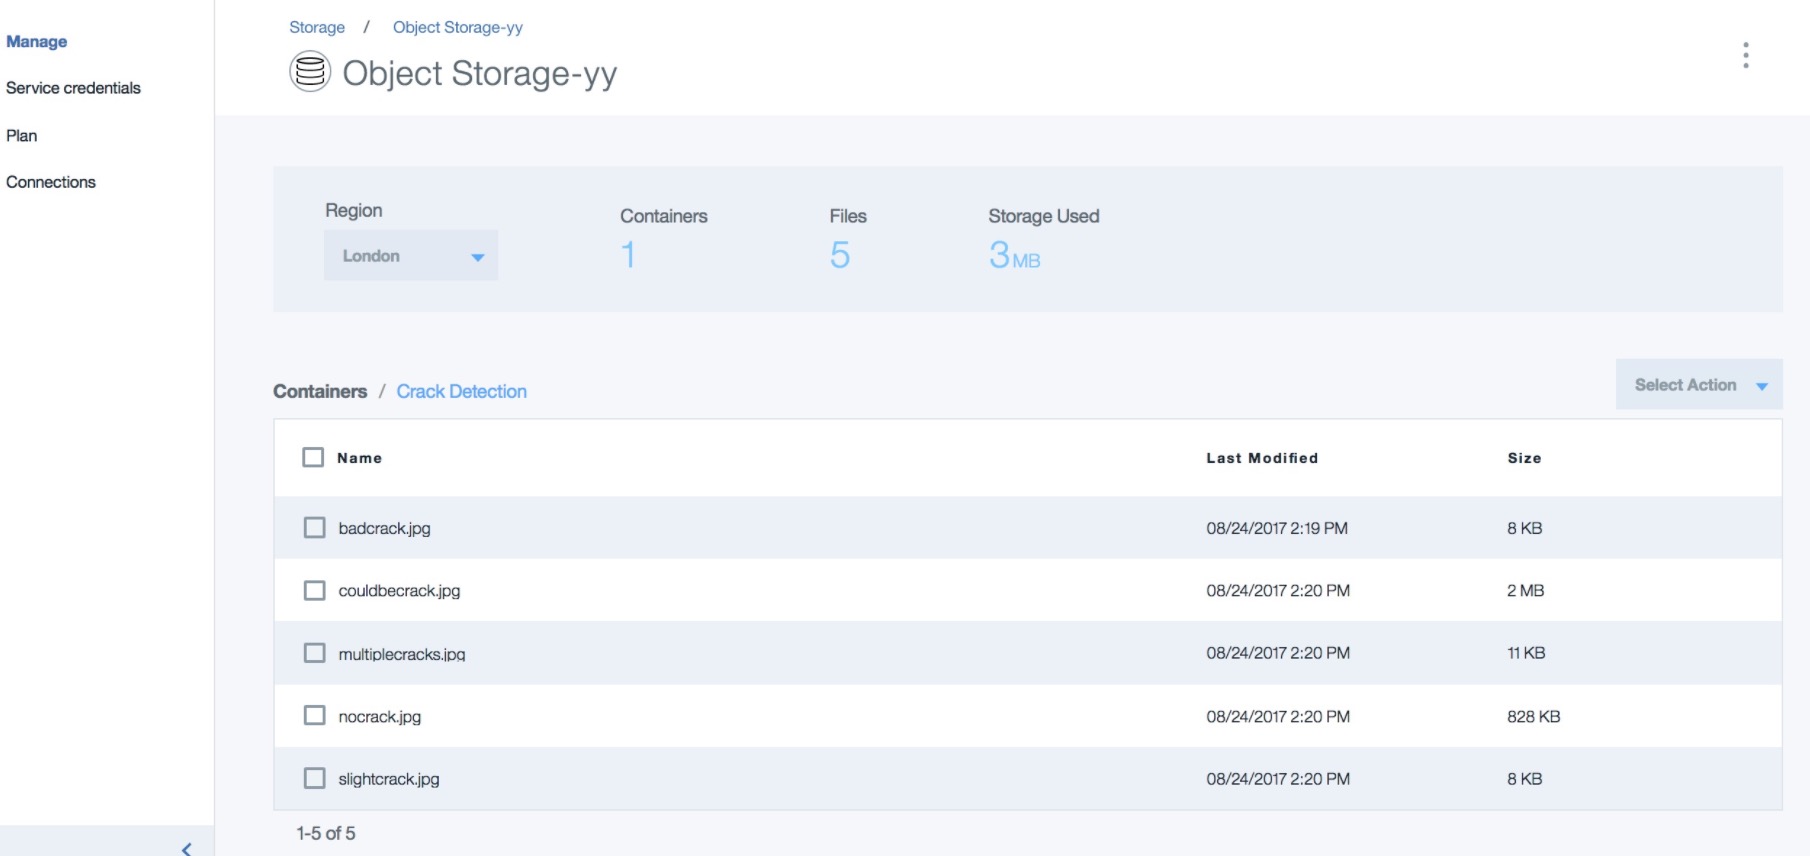 Manage
Service credentials
Plan
Connections
Storage / Object Storage-yy
Object Storage-yy
Region
London
Containers
1
Files
5
Storage Used
3 MB
Containers / Crack Detection
Select Action
Name Last Modified Size
badcrack.jpg 08/24/2017 2:19 PM 8 KB
couldbecrack.jpg 08/24/2017 2:20 PM 2 MB
multiplecracks.jpg 08/24/2017 2:20 PM 11 KB
nocrack.jpg 08/24/2017 2:20 PM 828 KB
slightcrack.jpg 08/24/2017 2:20 PM 8 KB
1-5 of 5